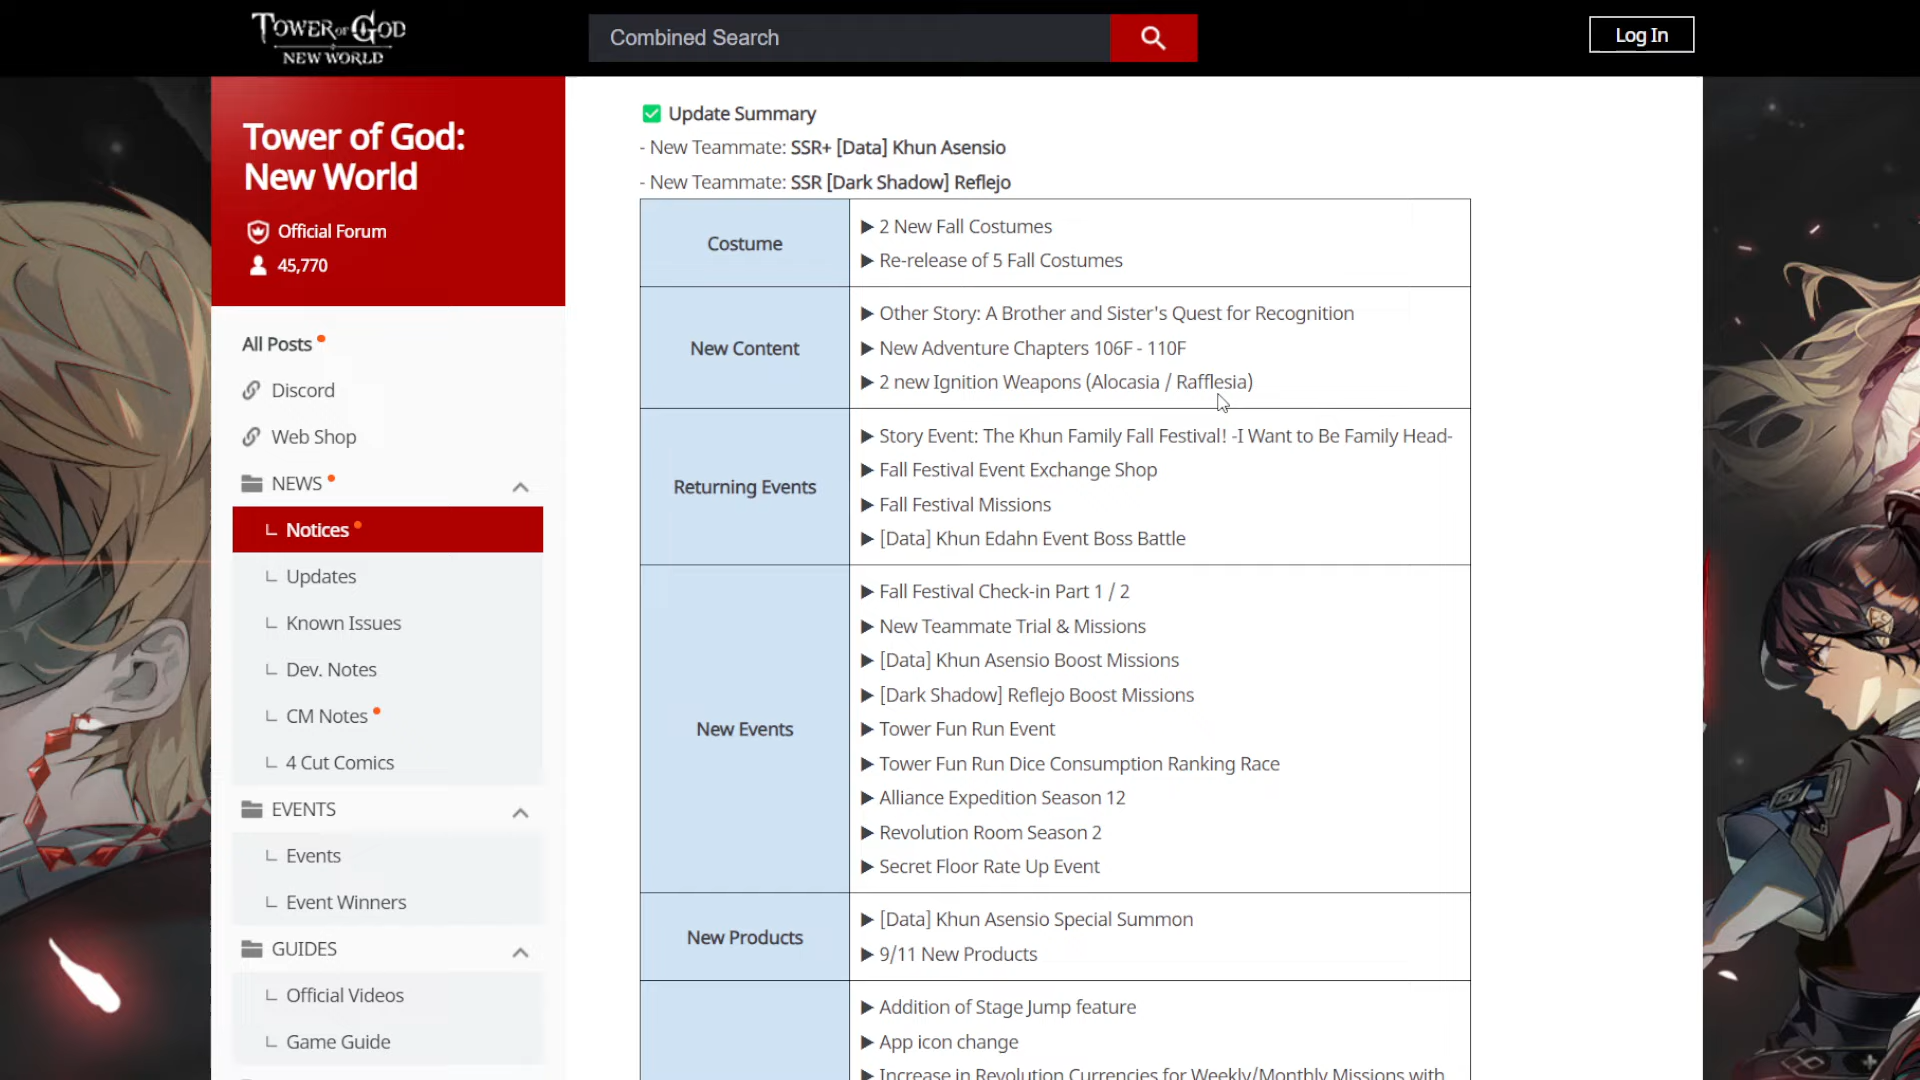 TOWER OF GOD
NEW WORLD
Combined Search
Log In
Tower of God:
New World
Official Forum
45,770
All Posts
Discord
Web Shop
NEWS
Notices
Updates
Known Issues
Dev. Notes
CM Notes
4 Cut Comics
EVENTS
Events
Event Winners
GUIDES
Official Videos
Game Guide
✅ Update Summary
- New Teammate: SSR+ [Data] Khun Asensio
- New Teammate: SSR [Dark Shadow] Reflejo
Costume
▶ 2 New Fall Costumes
▶ Re-release of 5 Fall Costumes
New Content
▶ Other Story: A Brother and Sister's Quest for Recognition
▶ New Adventure Chapters 106F - 110F
▶ 2 new Ignition Weapons (Alocasia / Rafflesia)
Returning Events
▶ Story Event: The Khun Family Fall Festival! -I Want to Be Family Head-
▶ Fall Festival Event Exchange Shop
▶ Fall Festival Missions
▶ [Data] Khun Edahn Event Boss Battle
New Events
▶ Fall Festival Check-in Part 1 / 2
▶ New Teammate Trial & Missions
▶ [Data] Khun Asensio Boost Missions
▶ [Dark Shadow] Reflejo Boost Missions
▶ Tower Fun Run Event
▶ Tower Fun Run Dice Consumption Ranking Race
▶ Alliance Expedition Season 12
▶ Revolution Room Season 2
▶ Secret Floor Rate Up Event
New Products
▶ [Data] Khun Asensio Special Summon
▶ 9/11 New Products
▶ Addition of Stage Jump feature
▶ App icon change
▶ Increase in Revolution Currencies for Weekly/Monthly Missions with